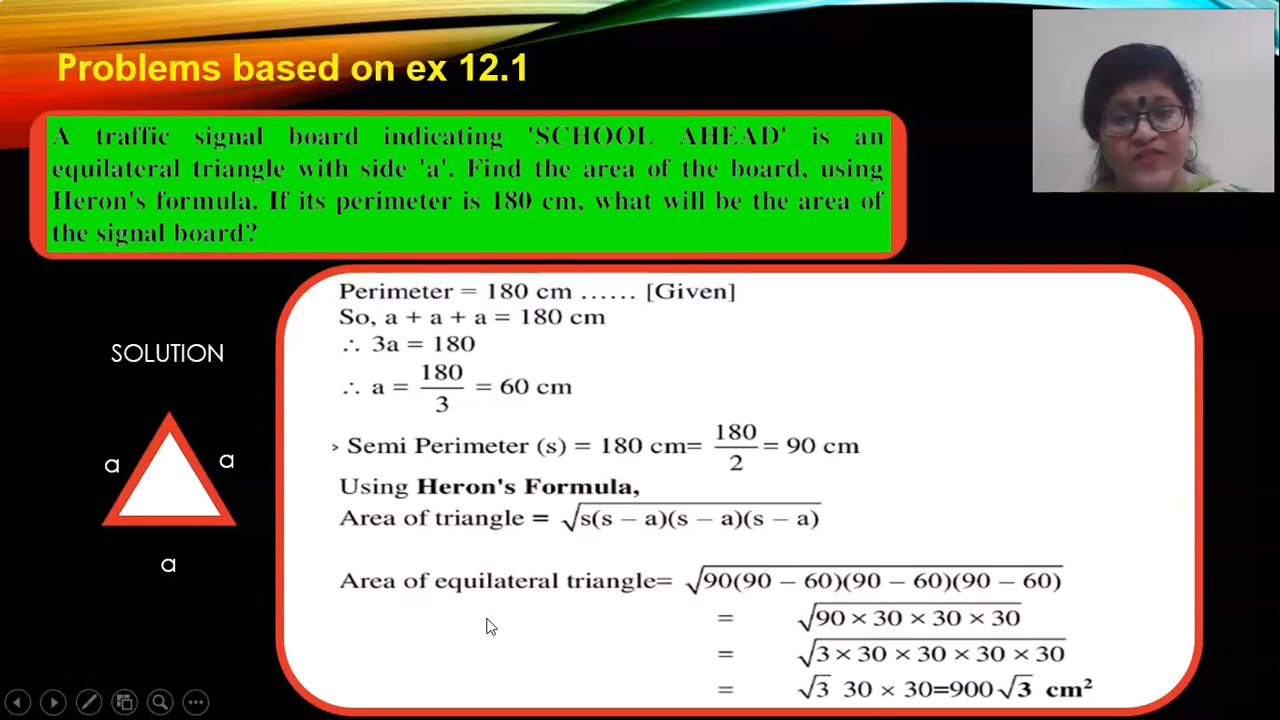 Problems based on ex 12.1
A traffic signal board indicating 'SCHOOL AHEAD' is an
equilateral triangle with side 'a'. Find the area of the board, using
Heron's formula. If its perimeter is 180 cm, what will be the area of
the signal board?
SOLUTION
a
a
a
Perimeter = 180 cm ...... [Given]
So, a + a + a = 180 cm
∴ 3a = 180
∴ a = 180/3 = 60 cm
> Semi Perimeter (s) = 180 cm= 180/2 = 90 cm
Using Heron's Formula,
Area of triangle = √s(s − a)(s − a)(s − a)
Area of equilateral triangle= √90(90 − 60)(90 − 60)(90 − 60)
= √90 × 30 × 30 × 30
= √3 × 30 × 30 × 30 × 30
= √3 30 × 30=900√3 cm²